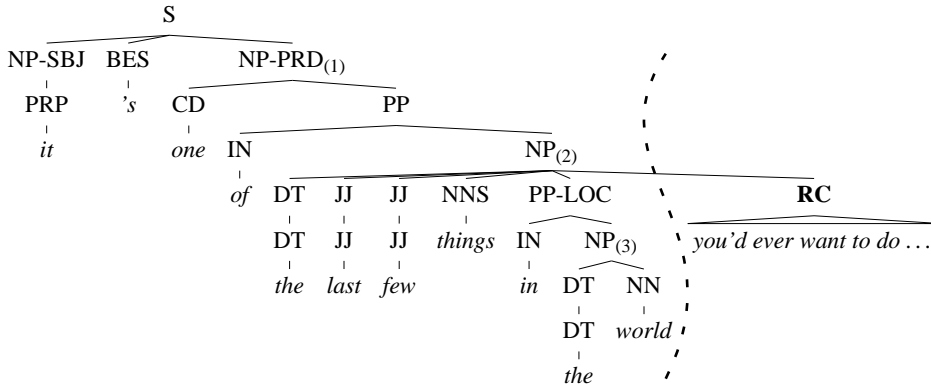 S
NP-SBJ BES NP-PRD(1)
PRP 's CD PP
it one IN NP(2)
of DT JJ JJ NNS PP-LOC RC
DT JJ JJ things IN NP(3) you'd ever want to do …
the last few in DT NN
DT world
the